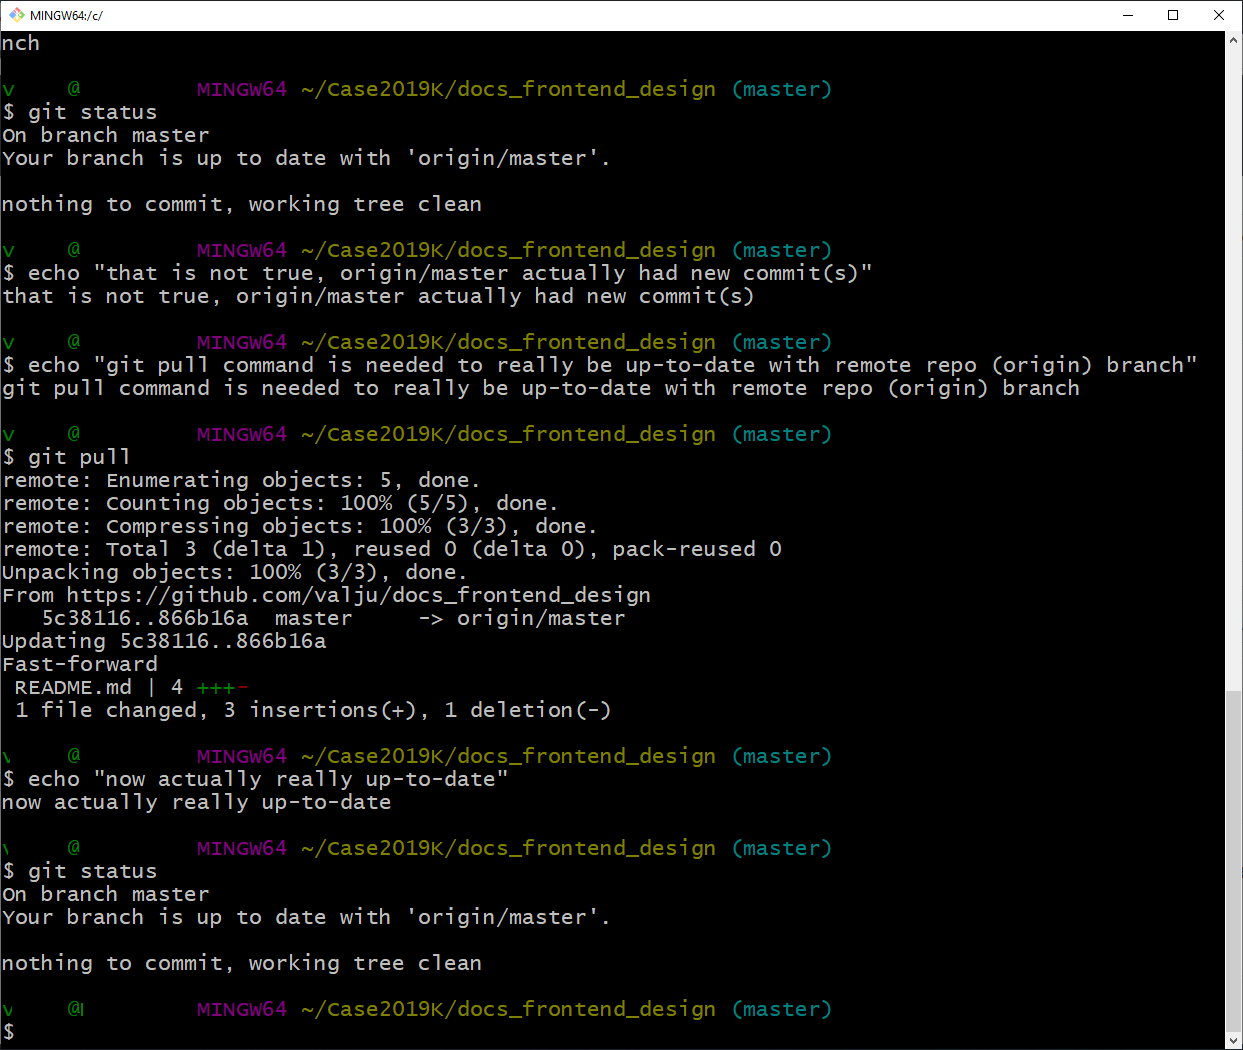 MINGW64:/c/
nch
v @ MINGW64 ~/Case2019K/docs_frontend_design (master)
$ git status
On branch master
Your branch is up to date with 'origin/master'.
nothing to commit, working tree clean
v @ MINGW64 ~/Case2019K/docs_frontend_design (master)
$ echo "that is not true, origin/master actually had new commit(s)"
that is not true, origin/master actually had new commit(s)
v @ MINGW64 ~/Case2019K/docs_frontend_design (master)
$ echo "git pull command is needed to really be up-to-date with remote repo (origin) branch"
git pull command is needed to really be up-to-date with remote repo (origin) branch
v @ MINGW64 ~/Case2019K/docs_frontend_design (master)
$ git pull
remote: Enumerating objects: 5, done.
remote: Counting objects: 100% (5/5), done.
remote: Compressing objects: 100% (3/3), done.
remote: Total 3 (delta 1), reused 0 (delta 0), pack-reused 0
Unpacking objects: 100% (3/3), done.
From https://github.com/valju/docs_frontend_design
   5c38116..866b16a  master     -> origin/master
Updating 5c38116..866b16a
Fast-forward
 README.md | 4 +++-
 1 file changed, 3 insertions(+), 1 deletion(-)
v @ MINGW64 ~/Case2019K/docs_frontend_design (master)
$ echo "now actually really up-to-date"
now actually really up-to-date
v @ MINGW64 ~/Case2019K/docs_frontend_design (master)
$ git status
On branch master
Your branch is up to date with 'origin/master'.
nothing to commit, working tree clean
v @ MINGW64 ~/Case2019K/docs_frontend_design (master)
$